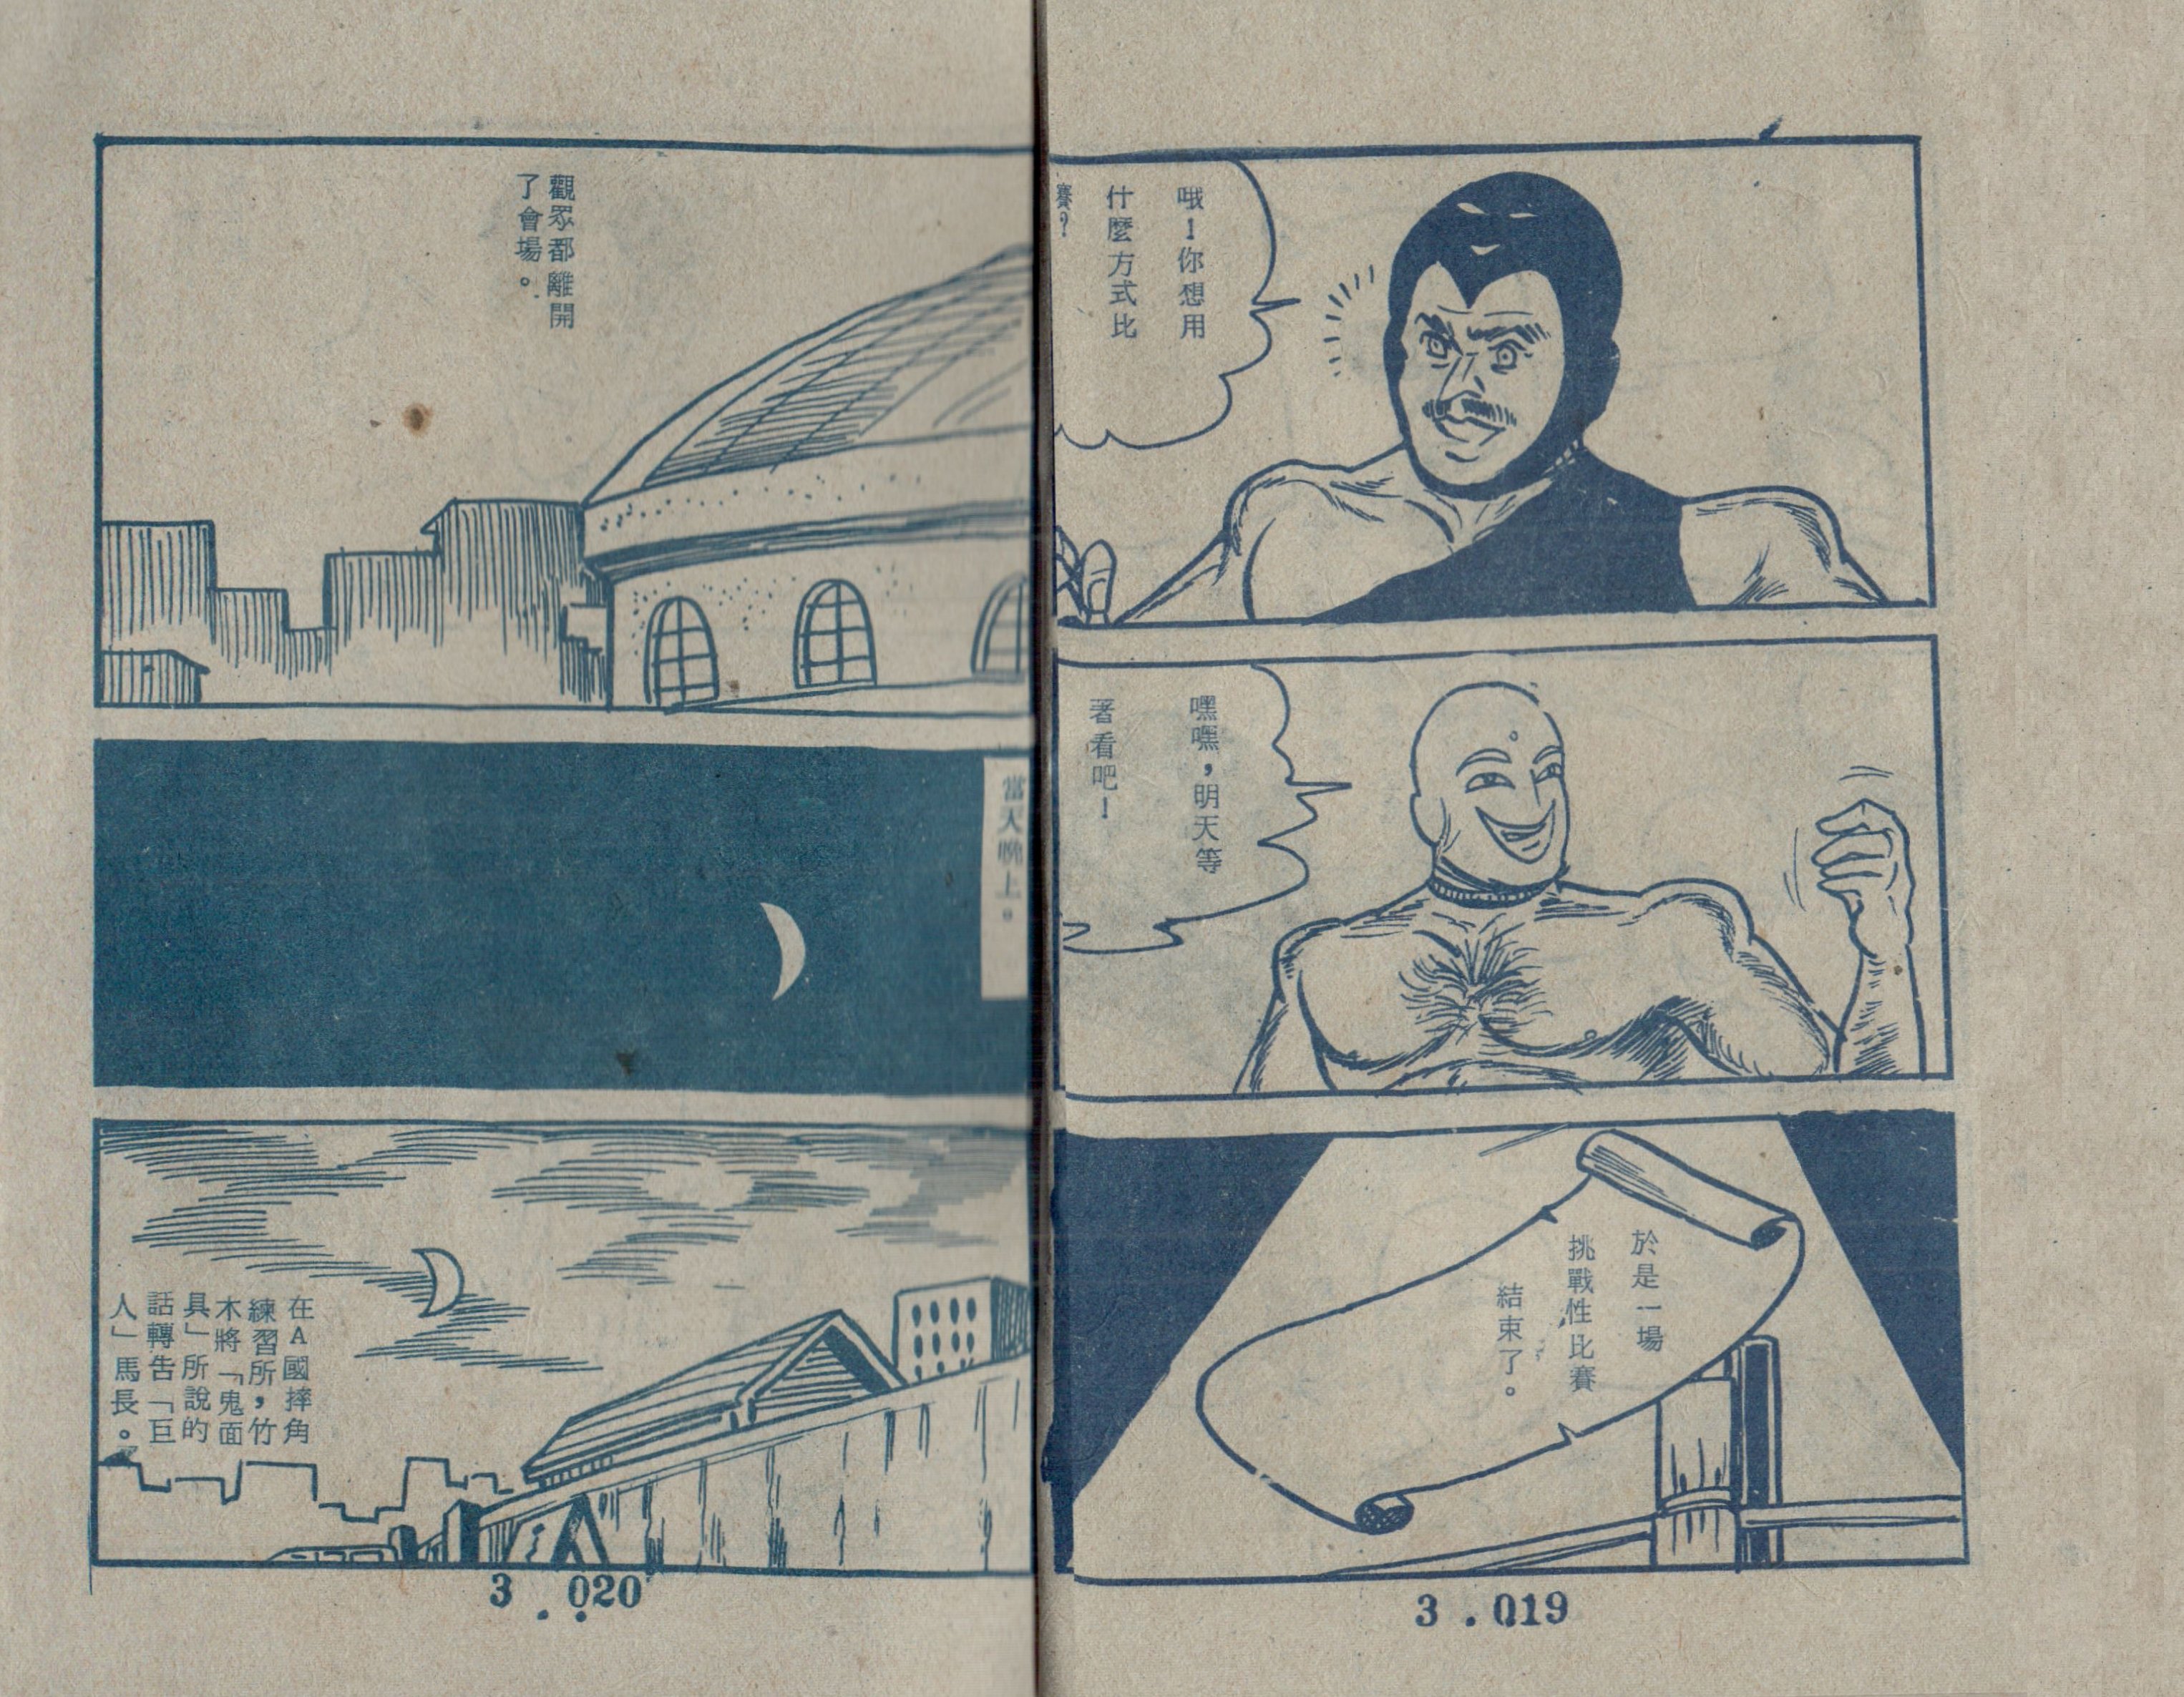 哦！你想用
什麼方式比
賽？
嘿嘿，明天等
著看吧！
於是一場
挑戰性比賽
結束了。
3.019
觀眾都離開
了會場。
當天晚上。
在A國摔角
練習所，竹
木將「鬼面
具」所說的
話轉告「巨
人」馬長。
3.020